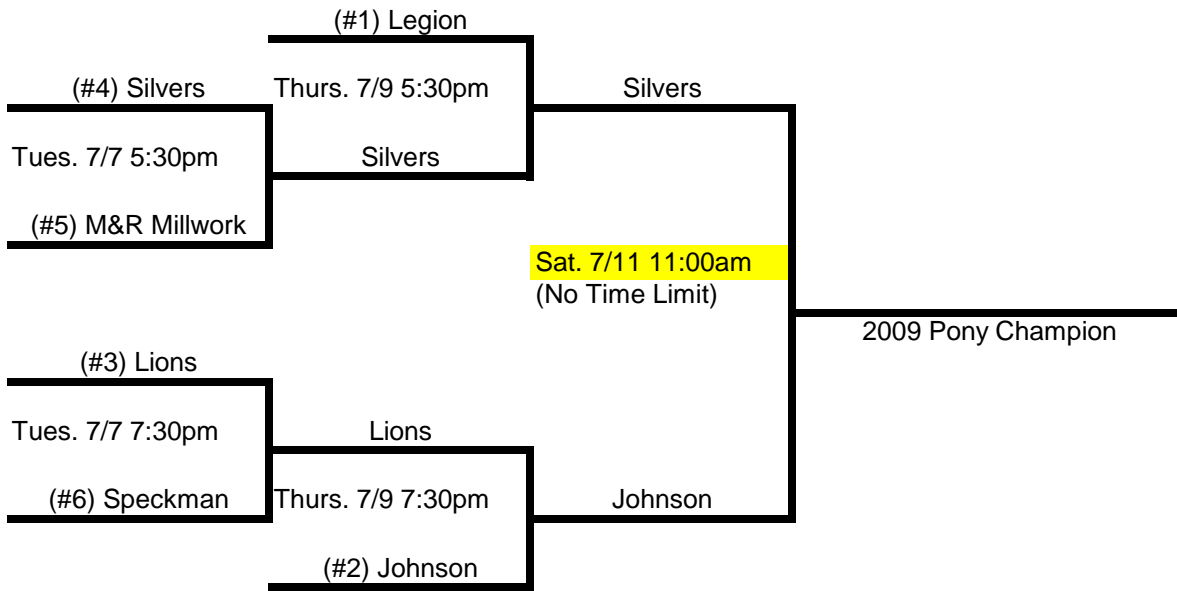 (#1) Legion
(#4) Silvers
Thurs. 7/9 5:30pm
Silvers
Tues. 7/7 5:30pm
Silvers
(#5) M&R Millwork
Sat. 7/11 11:00am
(No Time Limit)
2009 Pony Champion
(#3) Lions
Tues. 7/7 7:30pm
Lions
(#6) Speckman
Thurs. 7/9 7:30pm
Johnson
(#2) Johnson